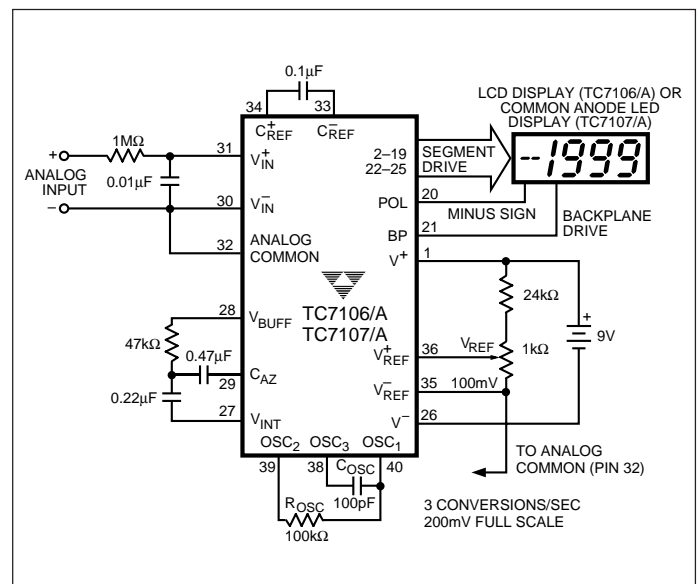 0.1µF
34
33
C+REF
C–REF
LCD DISPLAY (TC7106/A) OR
COMMON ANODE LED
DISPLAY (TC7107/A)
–1999
2–19
22–25
SEGMENT
DRIVE
20
POL
MINUS SIGN
21
BP
BACKPLANE
DRIVE
1
V+
+
1MΩ
31
V+IN
ANALOG
INPUT
0.01µF
–
30
V–IN
32
ANALOG
COMMON
TC7106/A
TC7107/A
24kΩ
+
9V
28
VBUFF
47kΩ
0.47µF
29
CAZ
0.22µF
27
VINT
V+REF
36
VREF
1kΩ
V–REF
35
100mV
V–
26
OSC2
OSC3
OSC1
39
38
COSC
40
100pF
ROSC
100kΩ
TO ANALOG
COMMON (PIN 32)
3 CONVERSIONS/SEC
200mV FULL SCALE